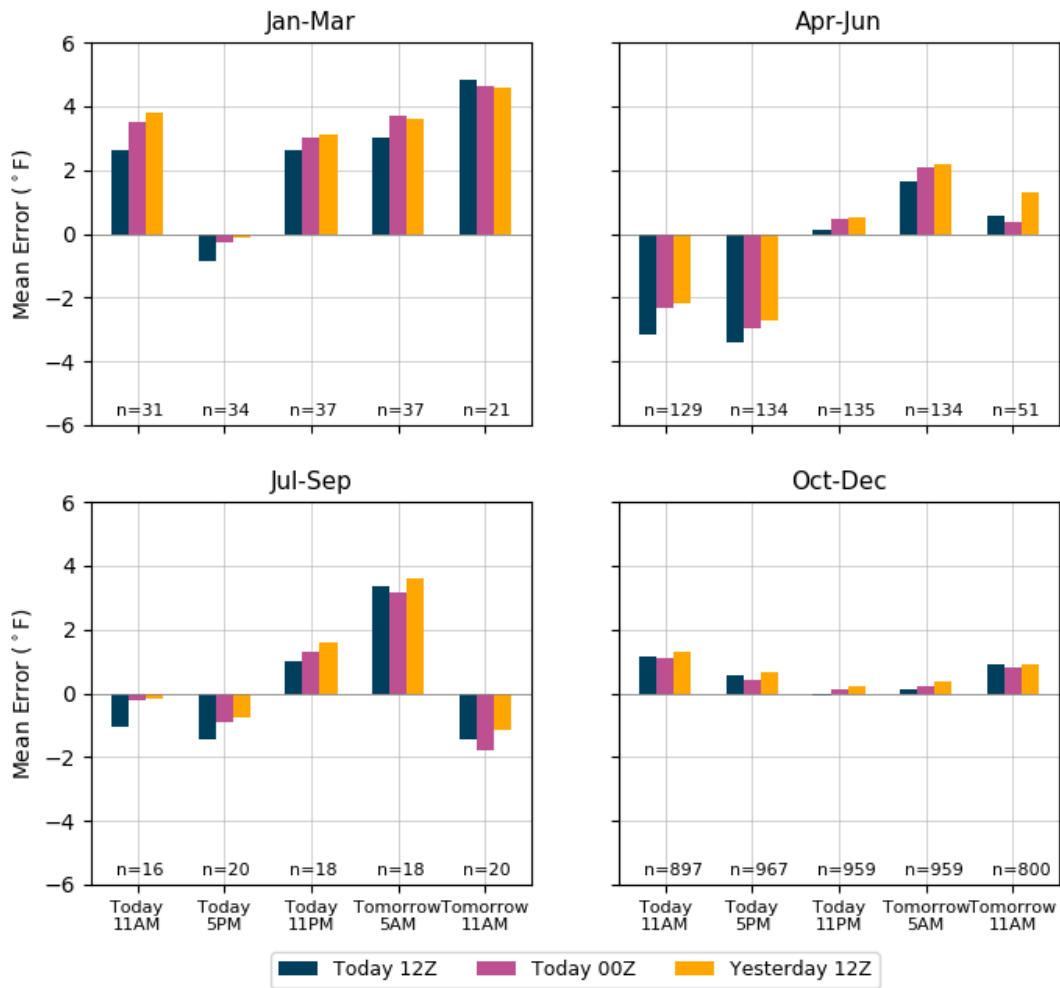 Jan-Mar
Apr-Jun
6
4
2
0
−2
−4
−6
Mean Error (°F)
n=31 n=34 n=37 n=37 n=21
n=129 n=134 n=135 n=134 n=51
Jul-Sep
Oct-Dec
6
4
2
0
−2
−4
−6
Mean Error (°F)
n=16 n=20 n=18 n=18 n=20
n=897 n=967 n=959 n=959 n=800
Today Today Today Tomorrow Tomorrow
11AM 5PM 11PM 5AM 11AM
Today Today Today Tomorrow Tomorrow
11AM 5PM 11PM 5AM 11AM
Today 12Z Today 00Z Yesterday 12Z